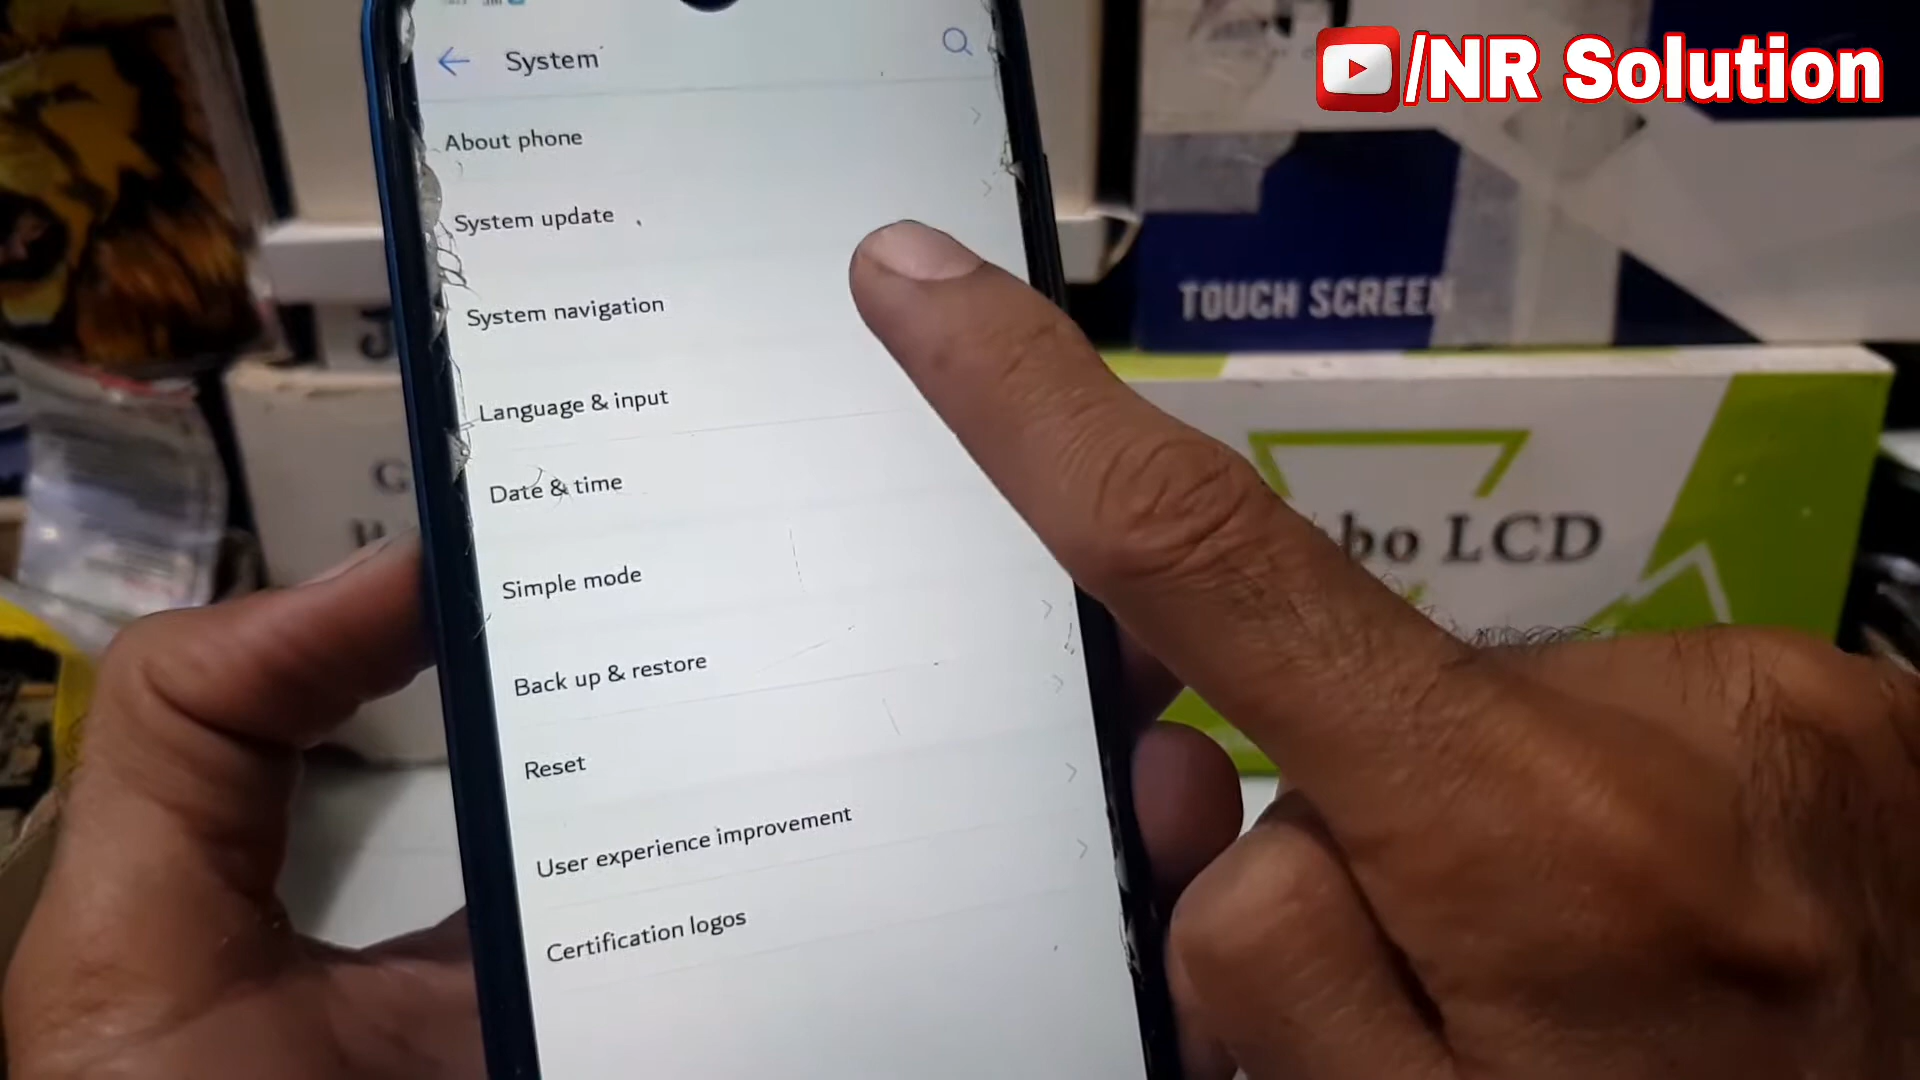 /NR Solution
System
About phone
System update
System navigation
Language & input
Date & time
Simple mode
Back up & restore
Reset
User experience improvement
Certification logos
TOUCH SCREEN
LCD